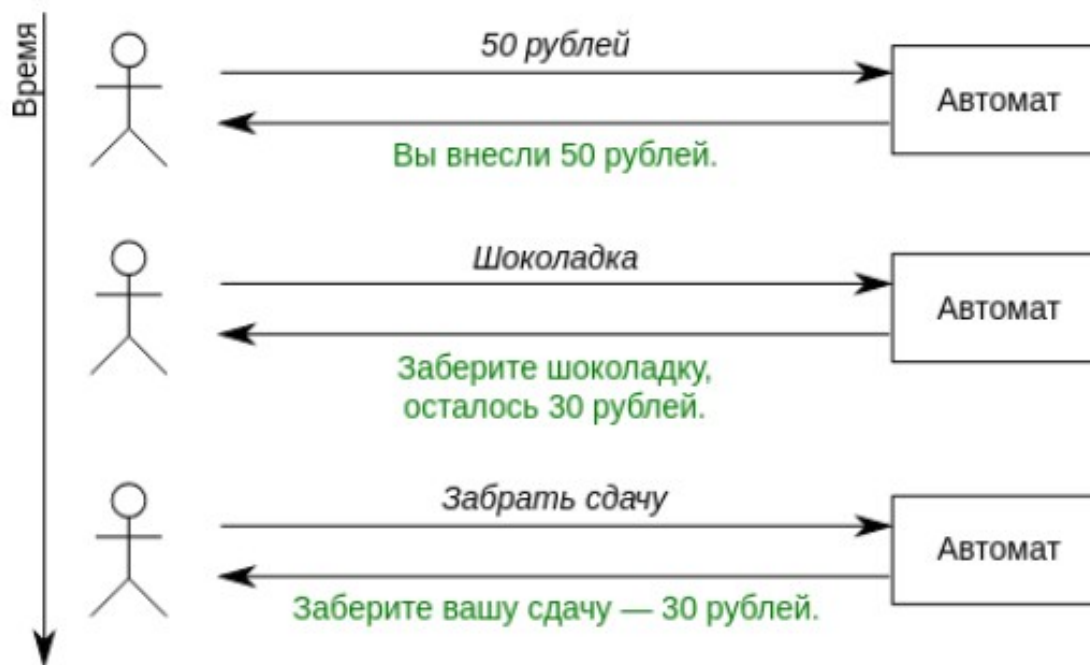 Время
50 рублей
Автомат
Вы внесли 50 рублей.
Шоколадка
Автомат
Заберите шоколадку,
осталось 30 рублей.
Забрать сдачу
Автомат
Заберите вашу сдачу — 30 рублей.